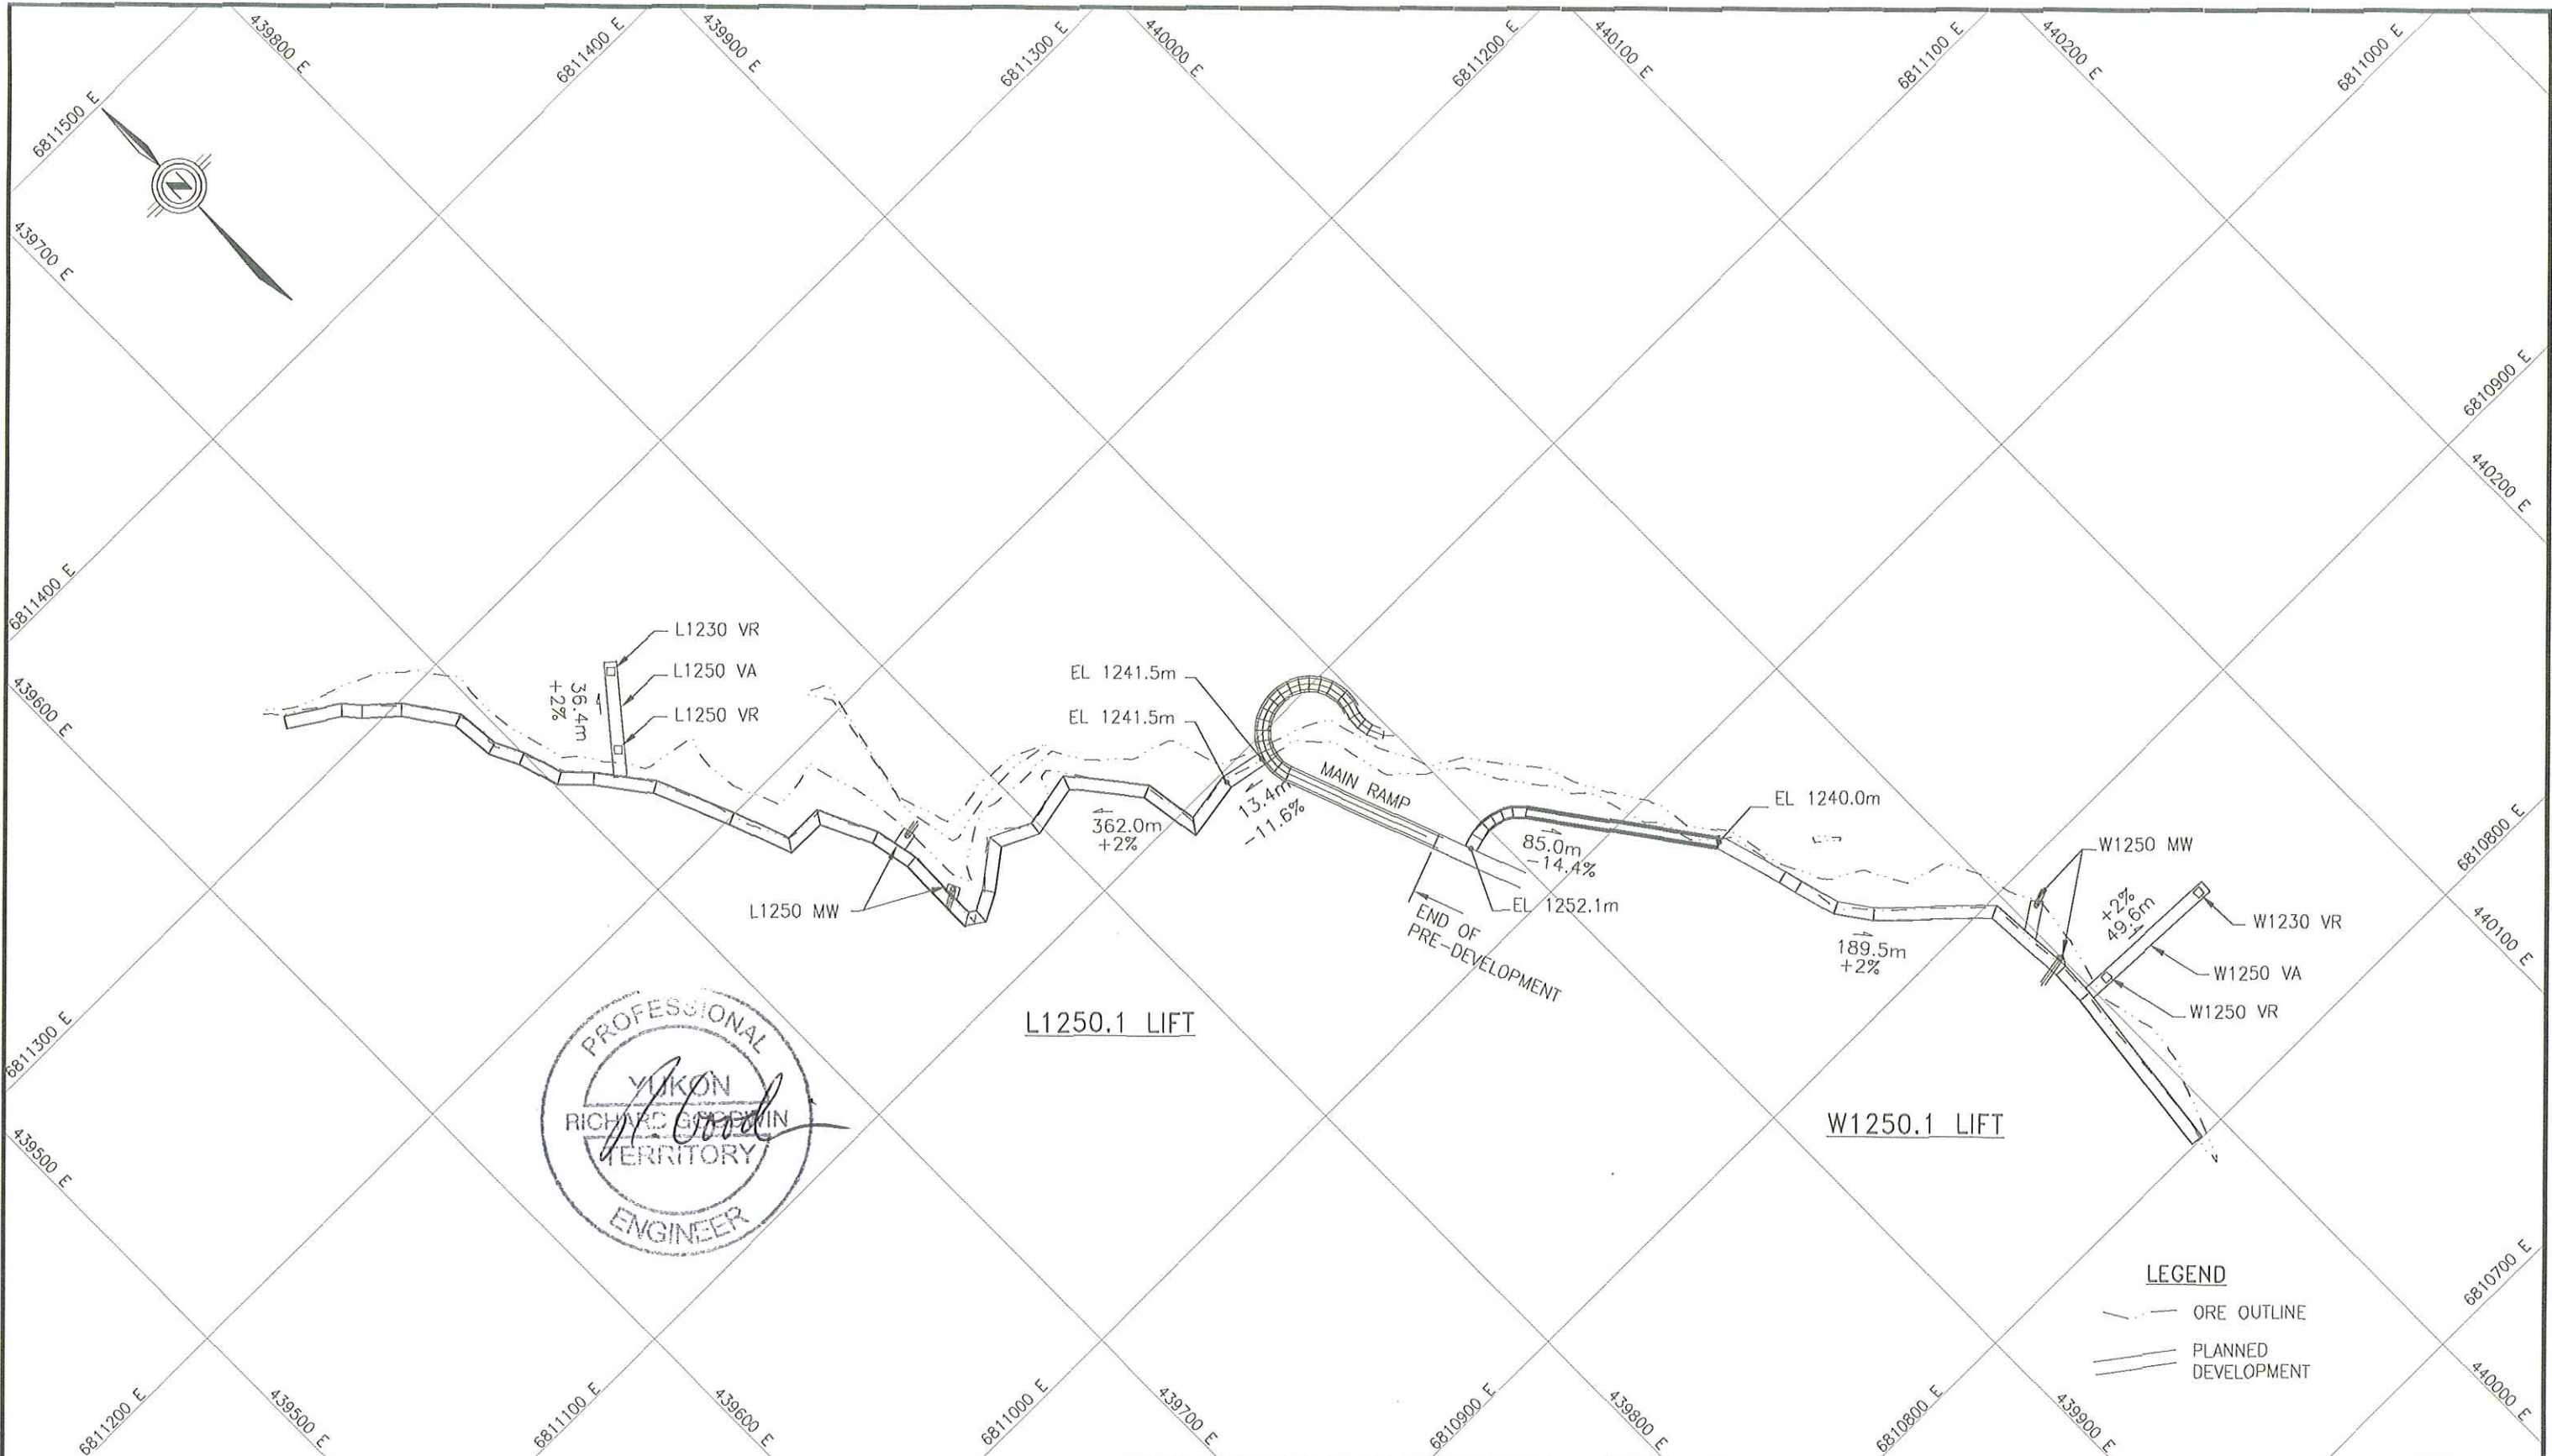 439800 E
6811400 E
439900 E
6811300 E
440000 E
6811200 E
440100 E
6811100 E
440200 E
6811000 E
6811500 E
N
439700 E
6810900 E
440200 E
6811400 E
439600 E
L1230 VR
L1250 VA
L1250 VR
36.4m
+2%
EL 1241.5m
EL 1241.5m
MAIN RAMP
13.4m
-11.6%
362.0m
+2%
L1250 MW
EL 1240.0m
85.0m
-14.4%
EL 1252.1m
END OF
PRE-DEVELOPMENT
W1250 MW
+2%
49.6m
W1230 VR
W1250 VA
W1250 VR
189.5m
+2%
6810800 E
440100 E
L1250.1 LIFT
W1250.1 LIFT
6811300 E
439500 E
PROFESSIONAL
YUKON
RICHARD GOODWIN
TERRITORY
ENGINEER
R. Good
LEGEND
ORE OUTLINE
PLANNED
DEVELOPMENT
6810700 E
440000 E
6811200 E
439500 E
6811100 E
439600 E
6811000 E
439700 E
6810900 E
439800 E
6810800 E
439900 E